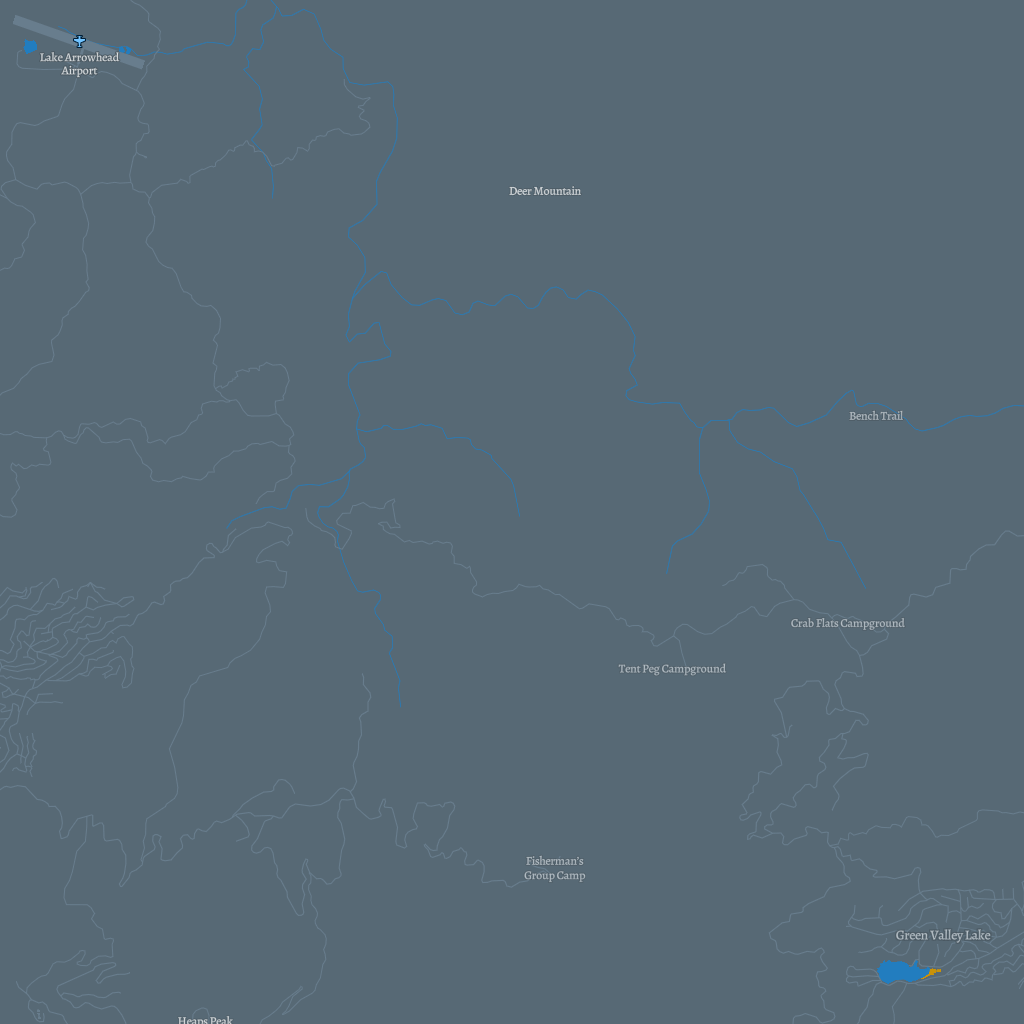 Lake Arrowhead
Airport
Deer Mountain
Bench Trail
Crab Flats Campground
Tent Peg Campground
Fisherman's
Group Camp
Green Valley Lake
Heaps Peak